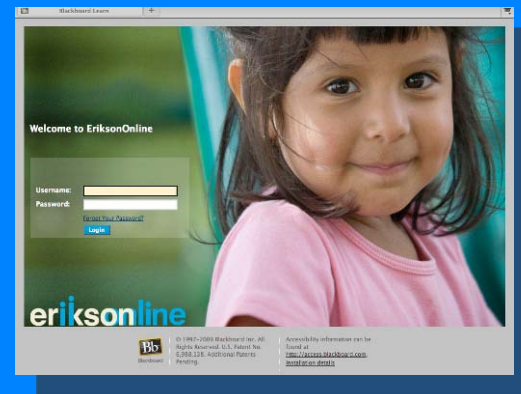 Blackboard Learn
Welcome to EriksonOnline
Username:
Password:
Forgot Your Password?
Login
eriksonline
Bb
Blackboard
© 1997-2006 Blackboard Inc. All
Rights Reserved. U.S. Patent No.
6,988,138. Additional Patents
Pending.
Accessibility information can be
found at
http://access.blackboard.com.
Installation details